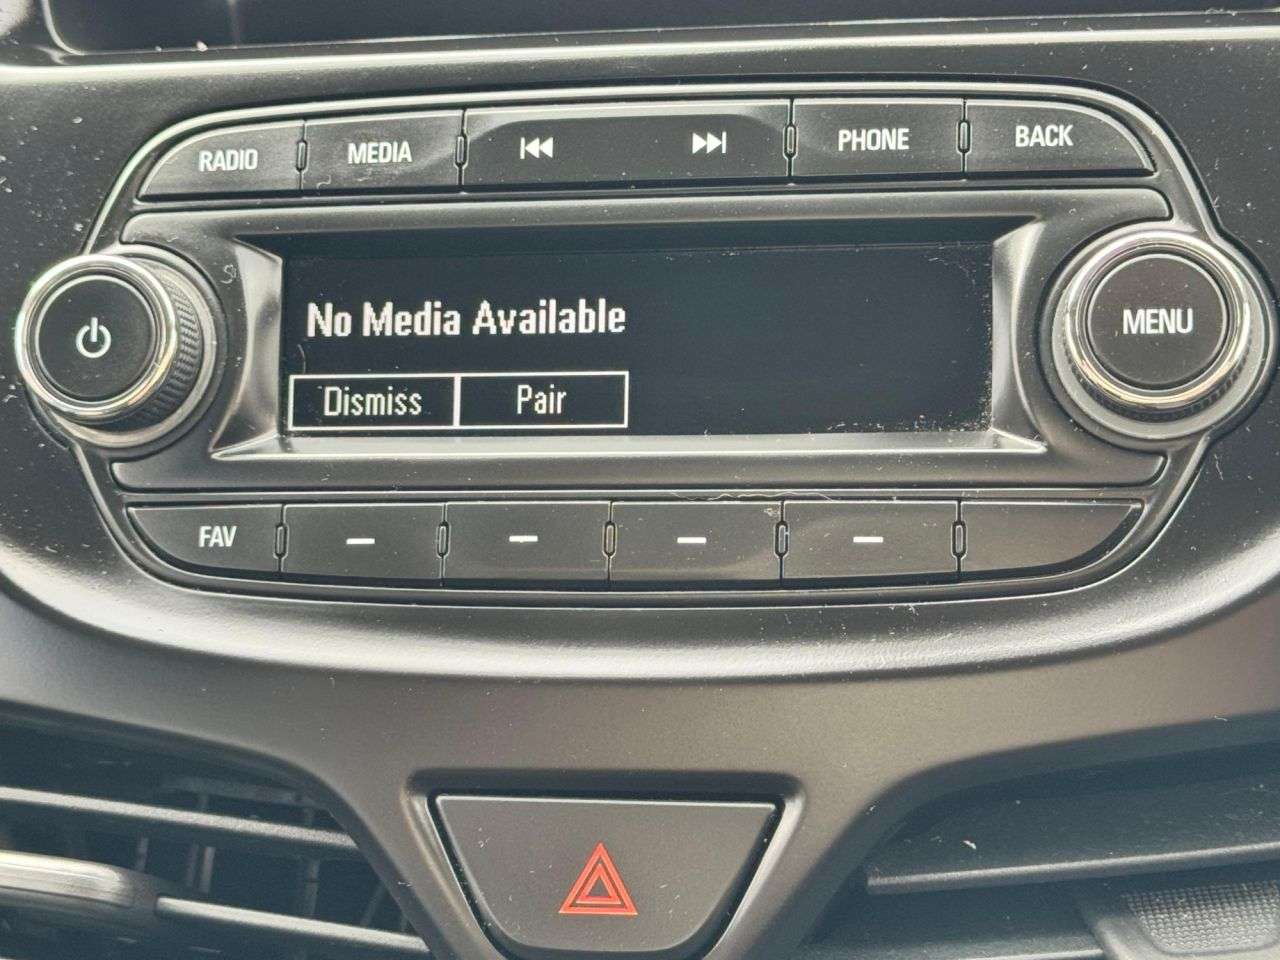 RADIO MEDIA PHONE BACK
No Media Available
MENU
Dismiss Pair
FAV